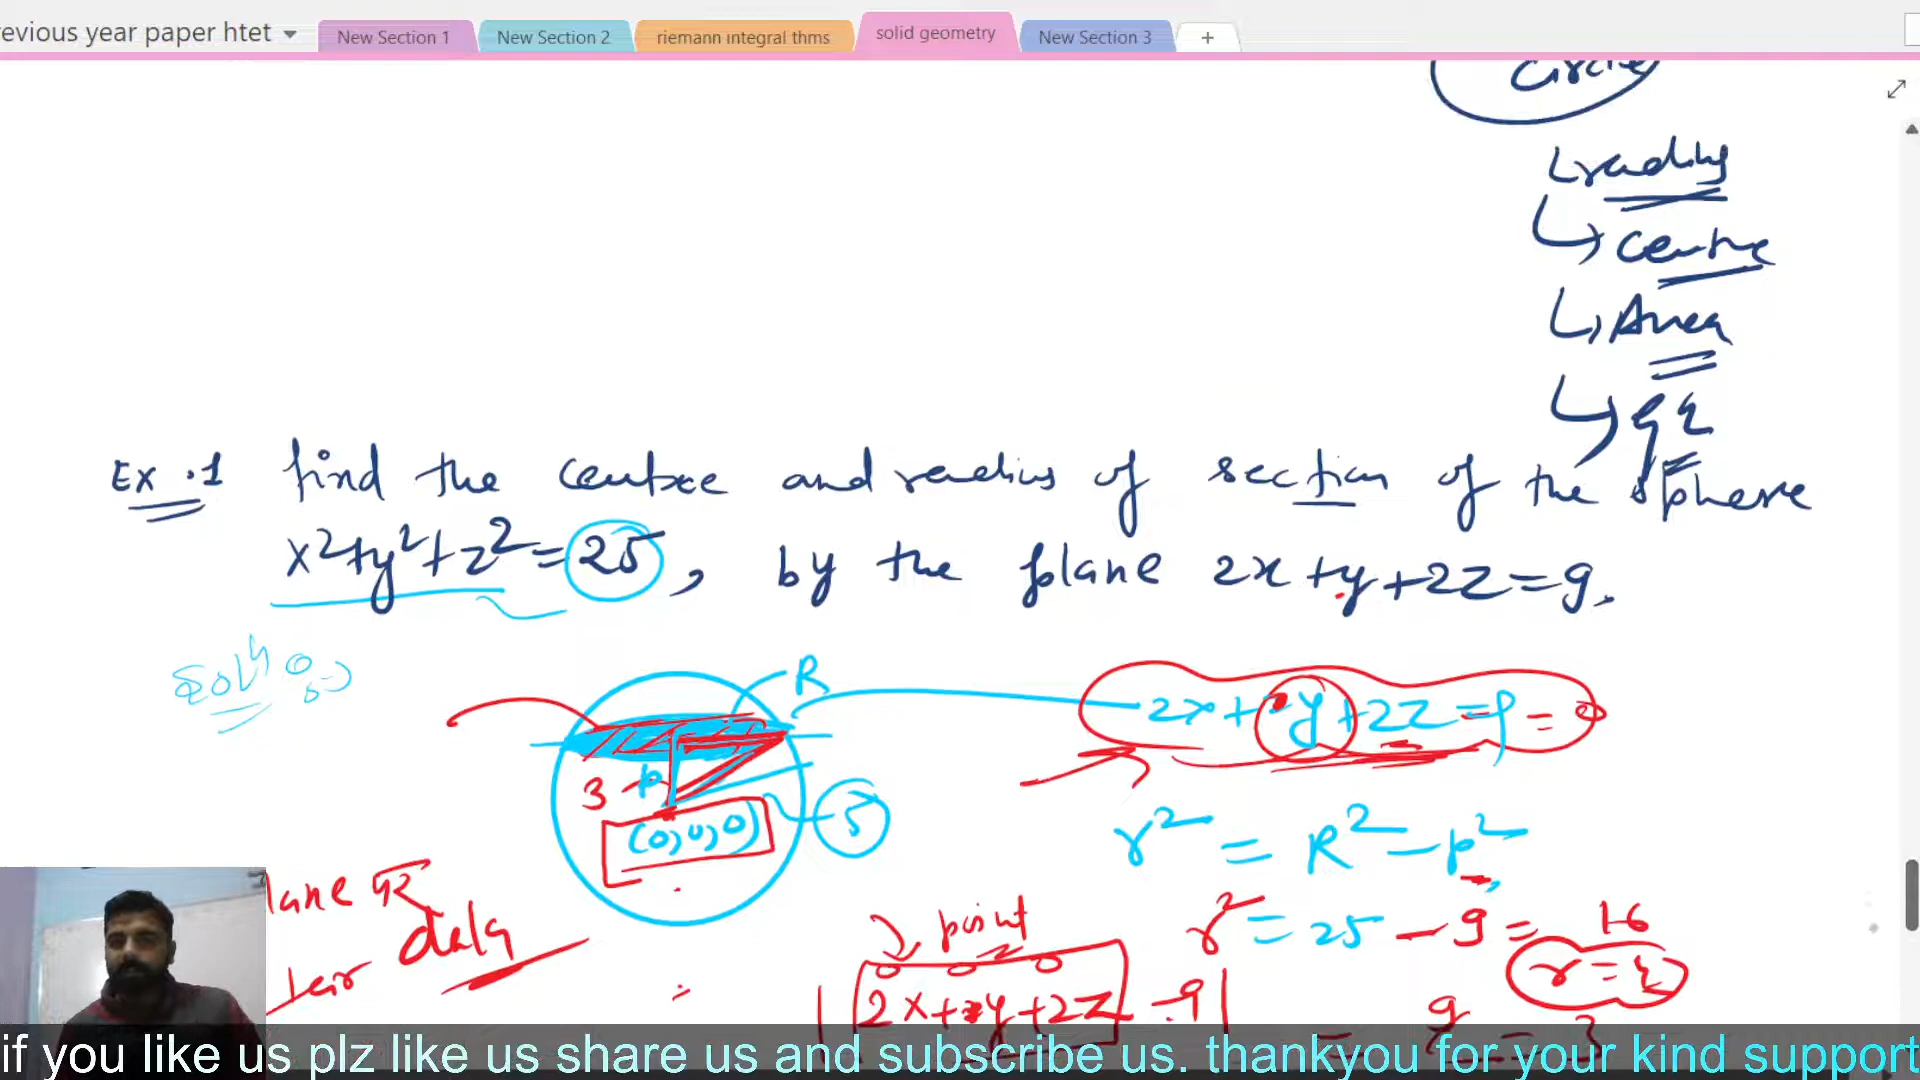 evious year paper htet
New Section 1
New Section 2
riemann integral thms
solid geometry
New Section 3
+
Circle
radius
Centre
Area
Ex.1 find the centre and radius of section of the sphere
x²+y²+z²=25, by the plane 2x+y+2z=9.
Solⁿ
R
2x+y+2z=9=0
3
p
(0,0,0)
5
r² = R²-p²
lane
r² = 25 - 9 = 16
point
r=4
2x+y+2z -9
= 9 = 3
if you like us plz like us share us and subscribe us. thankyou for your kind support